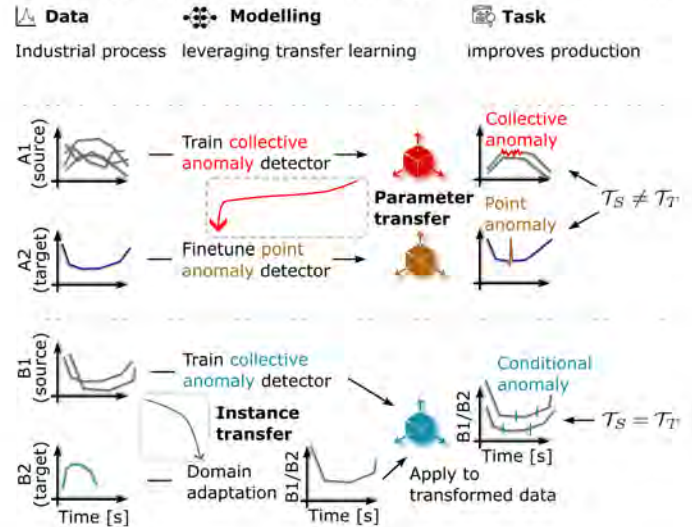 Data
Modelling
Task
Industrial process
leveraging transfer learning
improves production
A1
(source)
Train collective
anomaly detector
Collective
anomaly
Parameter
transfer
𝒯S ≠ 𝒯T
A2
(target)
Finetune point
anomaly detector
Point
anomaly
B1
(source)
Train collective
anomaly detector
Conditional
anomaly
B1/B2
Time [s]
𝒯S = 𝒯T
Instance
transfer
B2
(target)
Time [s]
Domain
adaptation
B1/B2
Apply to
transformed data